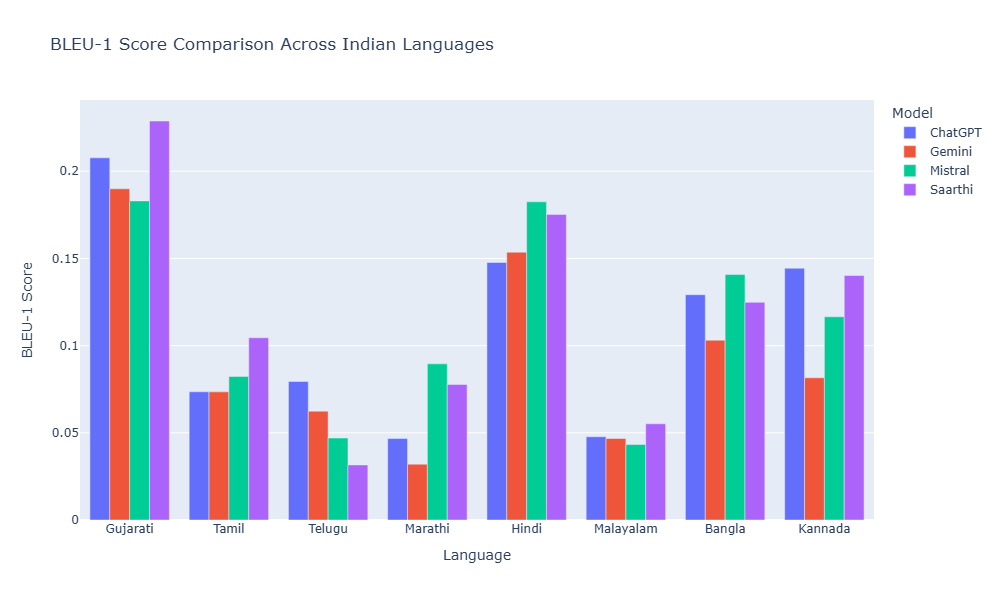 BLEU-1 Score Comparison Across Indian Languages
Model
ChatGPT
Gemini
Mistral
Saarthi
BLEU-1 Score
0.2
0.15
0.1
0.05
0
Gujarati Tamil Telugu Marathi Hindi Malayalam Bangla Kannada
Language